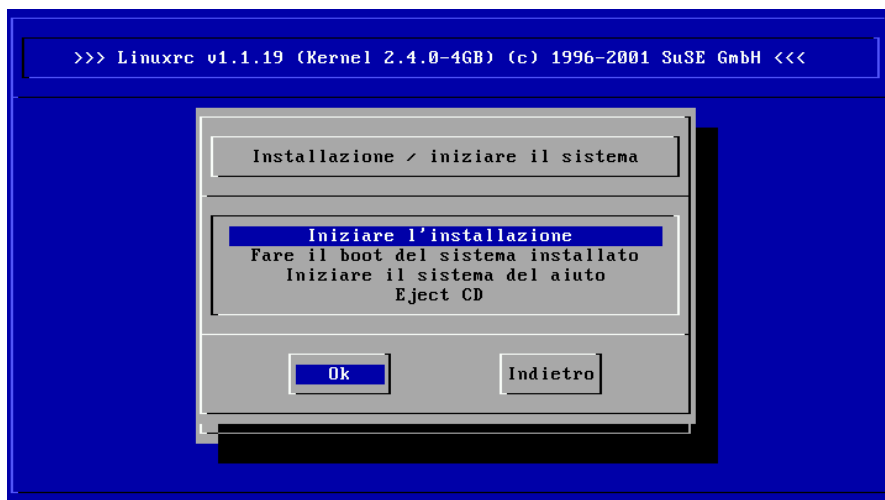 >>> Linuxrc v1.1.19 (Kernel 2.4.0-4GB) (c) 1996-2001 SuSE GmbH <<<
Installazione / iniziare il sistema
Iniziare l'installazione
Fare il boot del sistema installato
Iniziare il sistema del aiuto
Eject CD
Ok Indietro